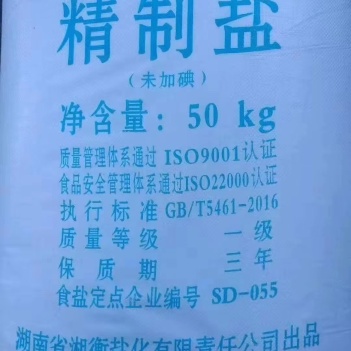 精制盐
（未加碘）
净含量：50 kg
质量管理体系通过 ISO9001认证
食品安全管理体系通过ISO22000认证
执行标准 GB/T5461-2016
质量等级 一级
保质期 三年
食盐定点企业编号 SD-055
湖南省湘衡盐化有限责任公司出品